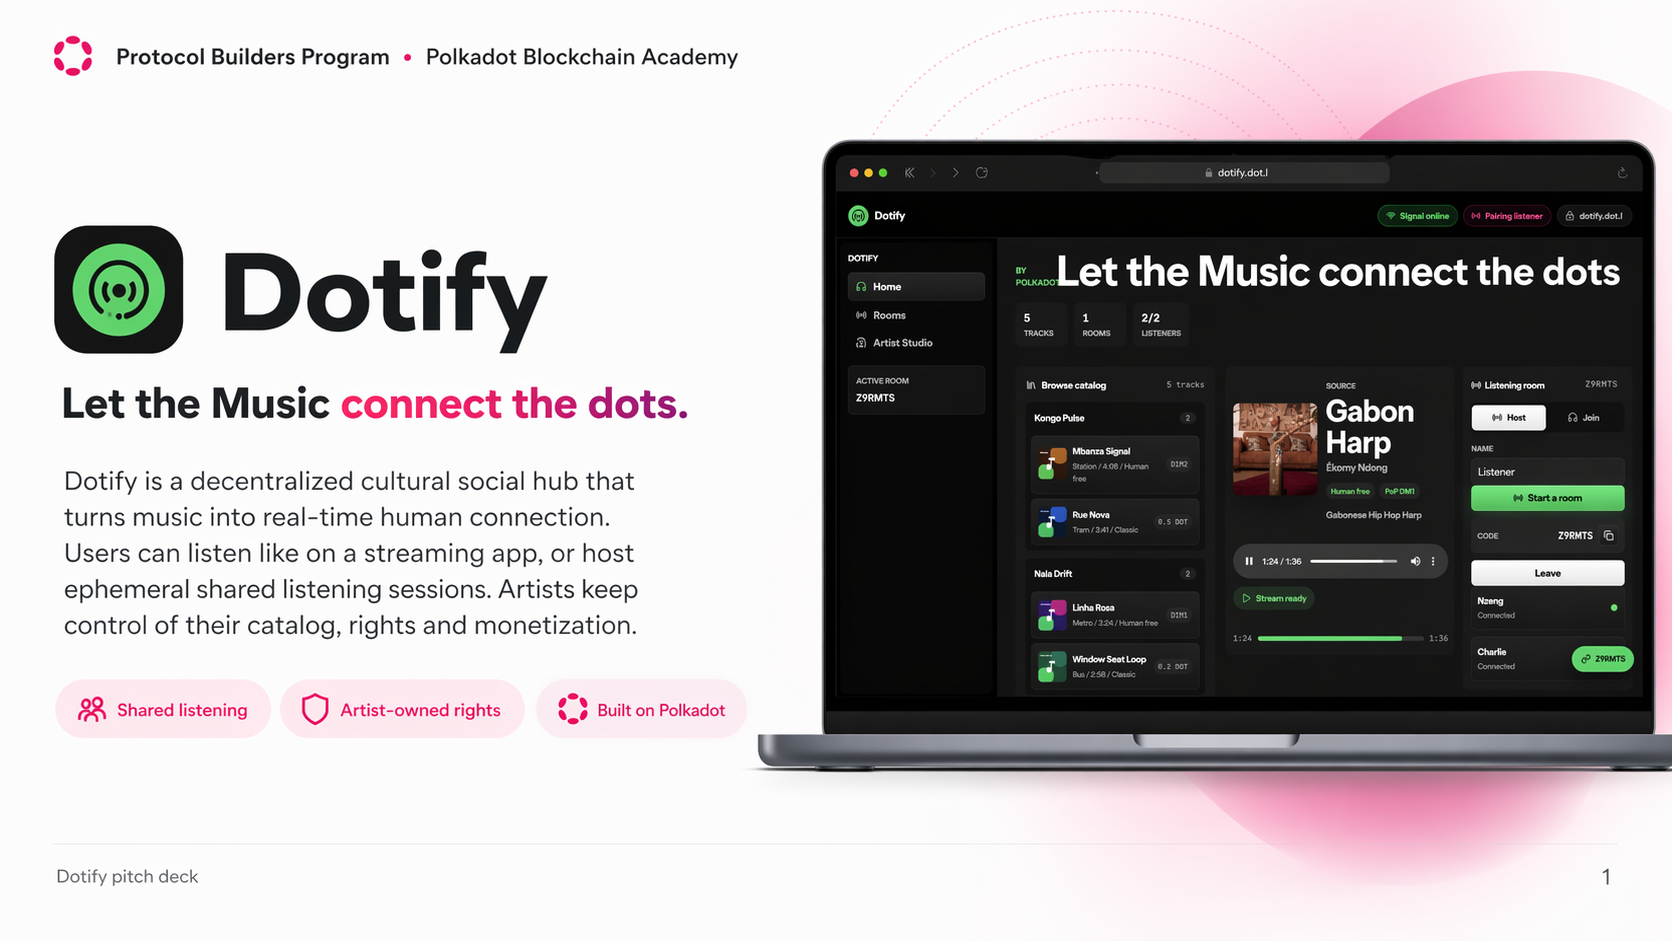 Protocol Builders Program • Polkadot Blockchain Academy
Dotify
Let the Music connect the dots.
Dotify is a decentralized cultural social hub that
turns music into real-time human connection.
Users can listen like on a streaming app, or host
ephemeral shared listening sessions. Artists keep
control of their catalog, rights and monetization.
Shared listening
Artist-owned rights
Built on Polkadot
dotify.dot.l
Dotify
Signal online
Pairing listener
dotify.dot.l
DOTIFY
Home
Rooms
Artist Studio
ACTIVE ROOM
Z9RMTS
BY
POLKADOT
Let the Music connect the dots
5
TRACKS
1
ROOMS
2/2
LISTENERS
Browse catalog
5 tracks
Kongo Pulse
2
Mbanza Signal
Station / 4:06 / Human
free
DIM2
Rue Nova
Tram / 3:41 / Classic
0.5 DOT
Nala Drift
2
Linha Rosa
Metro / 3:24 / Human free
DIM1
Window Seat Loop
Bus / 2:58 / Classic
0.2 DOT
SOURCE
Gabon
Harp
Ékomy Ndong
Human free
PoP DM1
Gabonese Hip Hop Harp
1:24 / 1:36
Stream ready
1:24
1:36
Listening room
Z9RMTS
Host
Join
NAME
Listener
Start a room
CODE
Z9RMTS
Leave
Nzeng
Connected
Charlie
Connected
Z9RMTS
Dotify pitch deck
1